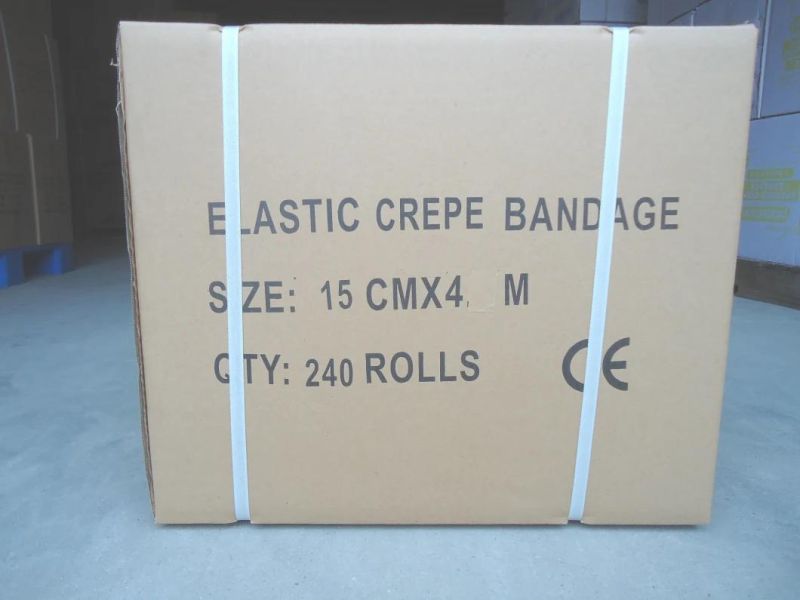 ELASTIC CREPE BANDAGE
SIZE: 15 CMX4. M
QTY: 240 ROLLS
CE